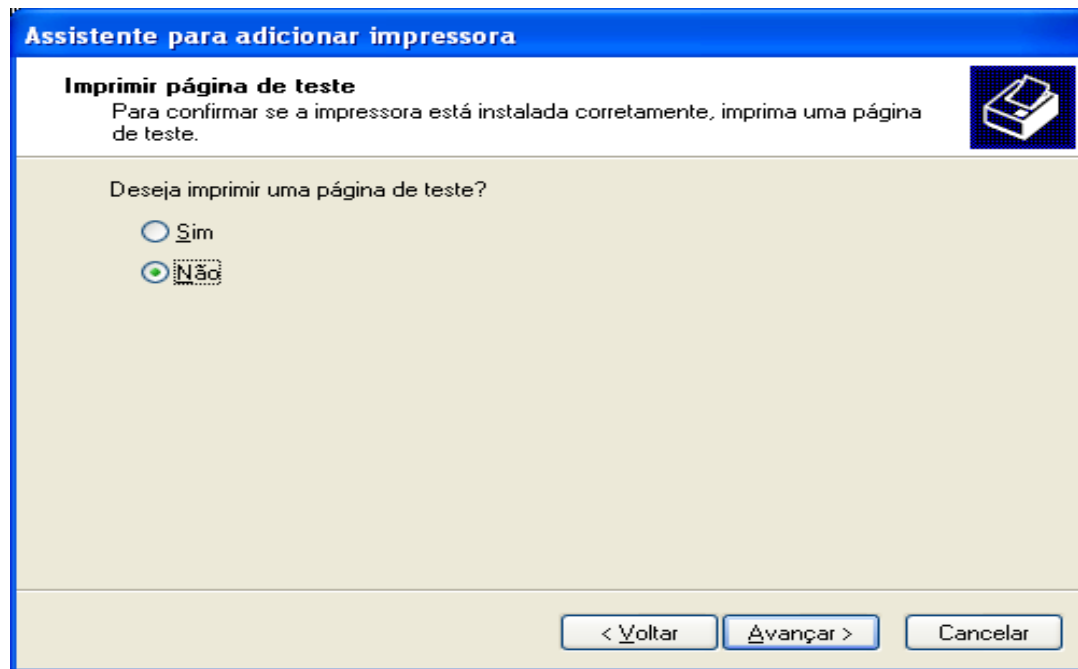 Assistente para adicionar impressora
Imprimir página de teste
Para confirmar se a impressora está instalada corretamente, imprima uma página
de teste.
Deseja imprimir uma página de teste?
Sim
Não
< Voltar
Avançar >
Cancelar